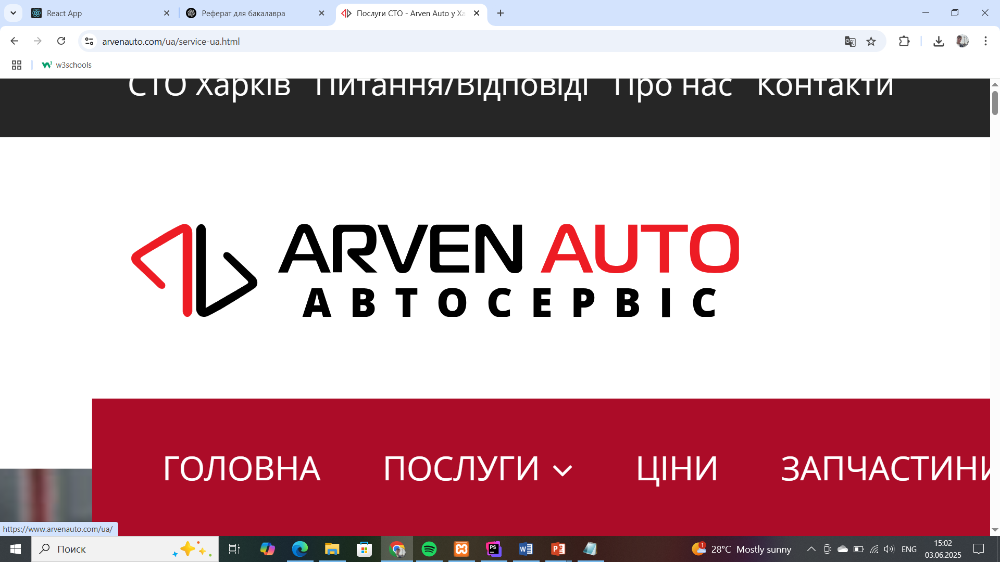 React App
Реферат для бакалавра
Послуги СТО - Arven Auto у Ха
arvenauto.com/ua/service-ua.html
w3schools
СТО Харків Питання/Відповіді Про нас Контакти
ARVEN AUTO
АВТОСЕРВІС
ГОЛОВНА ПОСЛУГИ ЦІНИ ЗАПЧАСТИНИ
https://www.arvenauto.com/ua/
Поиск
1
28°C Mostly sunny
ENG
15:02
03.06.2025